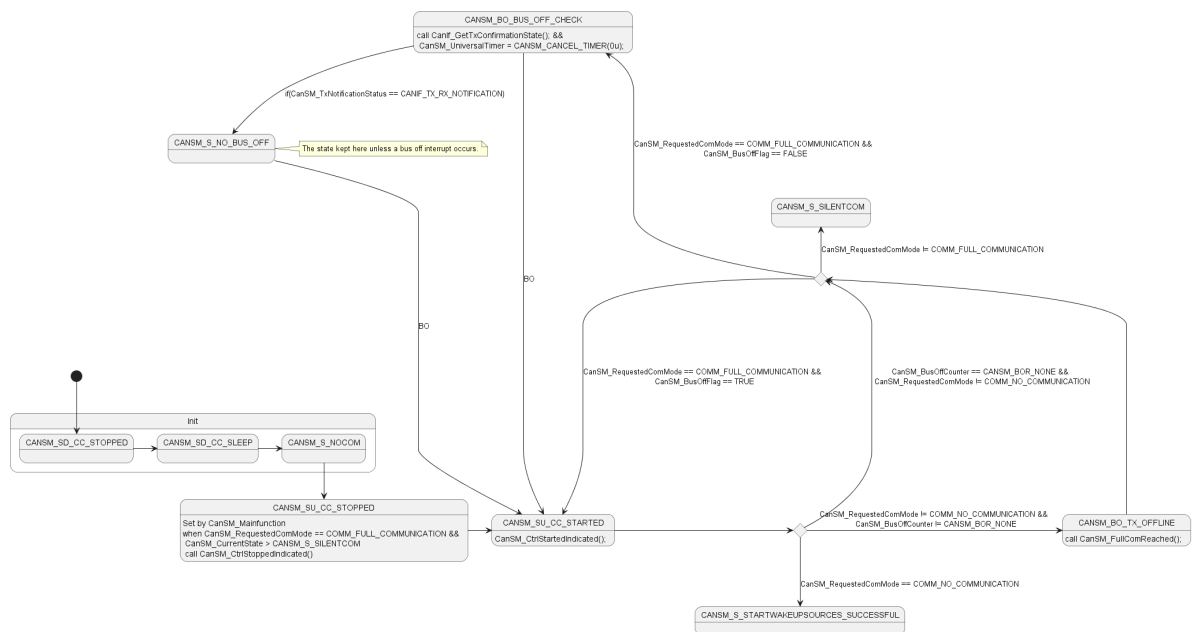 CANSM_BO_BUS_OFF_CHECK
call CanIf_GetTxConfirmationState(); &&
CanSM_UniversalTimer = CANSM_CANCEL_TIMER(0u);
if(CanSM_TxNotificationStatus == CANIF_TX_RX_NOTIFICATION)
CANSM_S_NO_BUS_OFF
The state kept here unless a bus off interrupt occurs.
CanSM_RequestedComMode == COMM_FULL_COMMUNICATION &&
CanSM_BusOffFlag == FALSE
CANSM_S_SILENTCOM
CanSM_RequestedComMode != COMM_FULL_COMMUNICATION
BO
BO
CanSM_RequestedComMode == COMM_FULL_COMMUNICATION &&
CanSM_BusOffFlag == TRUE
CanSM_BusOffCounter == CANSM_BOR_NONE &&
CanSM_RequestedComMode != COMM_NO_COMMUNICATION
Init
CANSM_SD_CC_STOPPED
CANSM_SD_CC_SLEEP
CANSM_S_NOCOM
CANSM_SU_CC_STOPPED
Set by CanSM_Mainfunction
when CanSM_RequestedComMode == COMM_FULL_COMMUNICATION &&
CanSM_CurrentState > CANSM_S_SILENTCOM
call CanSM_CtrlStoppedIndicated()
CANSM_SU_CC_STARTED
CanSM_CtrlStartedIndicated();
CanSM_RequestedComMode != COMM_NO_COMMUNICATION &&
CanSM_BusOffCounter != CANSM_BOR_NONE
CANSM_BO_TX_OFFLINE
call CanSM_FullComReached();
CanSM_RequestedComMode == COMM_NO_COMMUNICATION
CANSM_S_STARTWAKEUPSOURCES_SUCCESSFUL